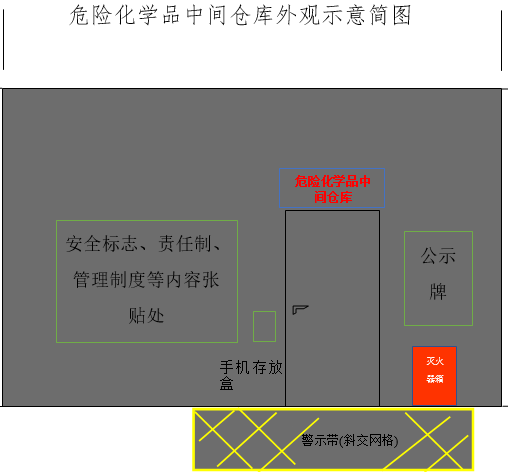 危险化学品中间仓库外观示意简图
危险化学品中
间仓库
安全标志、责任制、
管理制度等内容张
贴处
公示
牌
手机存放
盒
灭火
器箱
警示带(斜交网格)